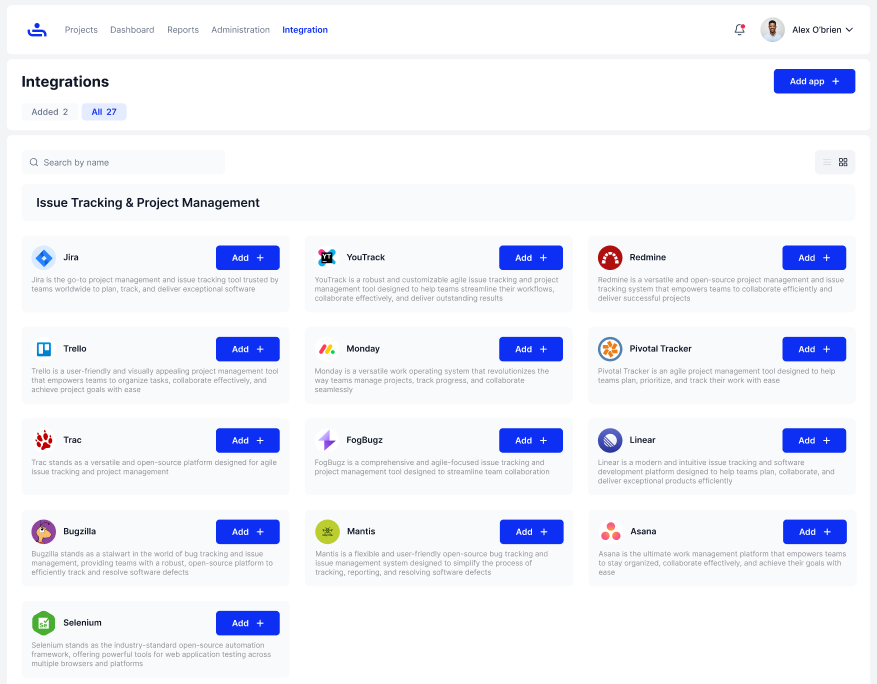 Projects Dashboard Reports Administration Integration
Alex O'brien
Integrations
Add app
Added 2 All 27
Search by name
Issue Tracking & Project Management
Jira
Add
Jira is the go-to project management and issue tracking tool trusted by
teams worldwide to plan, track, and deliver exceptional software
YT
YouTrack
Add
YouTrack is a robust and customizable agile issue tracking and project
management tool designed to help teams streamline their workflows,
collaborate effectively, and deliver outstanding results
Redmine
Add
Redmine is a versatile and open-source project management and issue
tracking system that empowers teams to collaborate efficiently and
deliver successful projects
Trello
Add
Trello is a user-friendly and visually appealing project management tool
that empowers teams to organize tasks, collaborate effectively, and
achieve project goals with ease
Monday
Add
Monday is a versatile work operating system that revolutionizes the
way teams manage projects, track progress, and collaborate
seamlessly
Pivotal Tracker
Add
Pivotal Tracker is an agile project management tool designed to help
teams plan, prioritize, and track their work with ease
Trac
Add
Trac stands as a versatile and open-source platform designed for agile
issue tracking and project management
FogBugz
Add
FogBugz is a comprehensive and agile-focused issue tracking and
project management tool designed to streamline team collaboration
Linear
Add
Linear is a modern and intuitive issue tracking and software
development platform designed to help teams plan, collaborate, and
deliver exceptional products efficiently
Bugzilla
Add
Bugzilla stands as a stalwart in the world of bug tracking and issue
management, providing teams with a robust, open-source platform to
efficiently track and resolve software defects
Mantis
Add
Mantis is a flexible and user-friendly open-source bug tracking and
issue management system designed to simplify the process of
tracking, reporting, and resolving software defects
Asana
Add
Asana is the ultimate work management platform that empowers teams
to stay organized, collaborate effectively, and achieve their goals with
ease
Se
Selenium
Add
Selenium stands as the industry-standard open-source automation
framework, offering powerful tools for web application testing across
multiple browsers and platforms